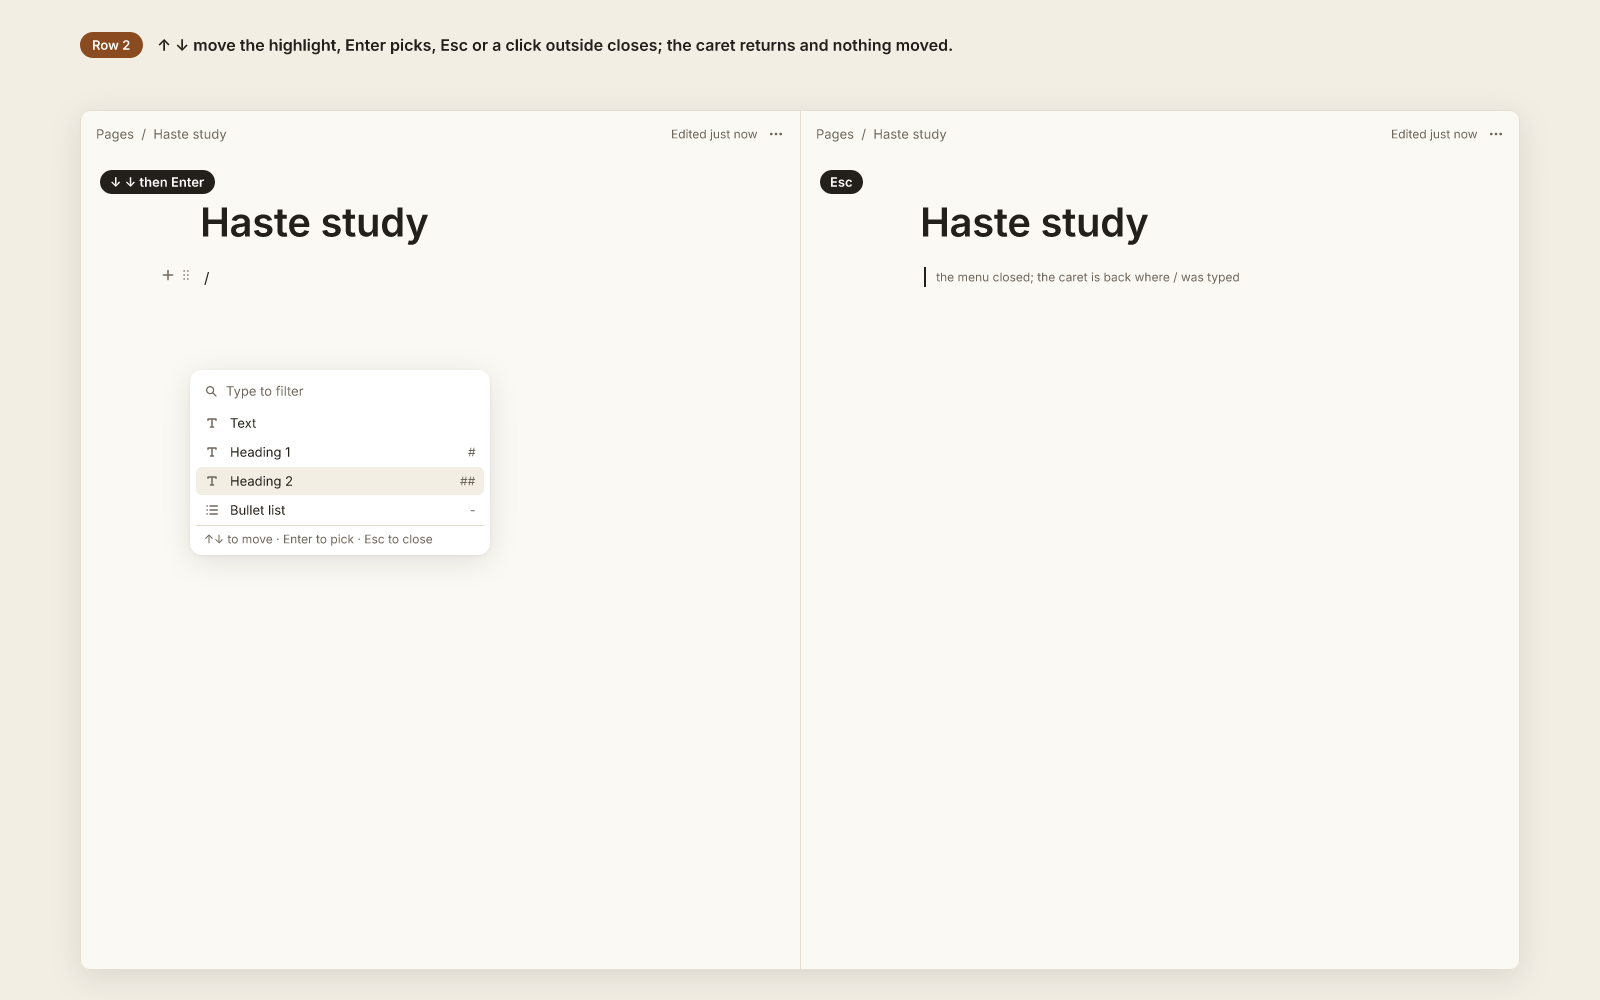 Row 2
↑ ↓ move the highlight, Enter picks, Esc or a click outside closes; the caret returns and nothing moved.
Pages / Haste study
Edited just now
↓ ↓ then Enter
Haste study
/
Type to filter
Text
Heading 1 #
Heading 2 ##
Bullet list -
↑↓ to move · Enter to pick · Esc to close
Pages / Haste study
Edited just now
Esc
Haste study
the menu closed; the caret is back where / was typed